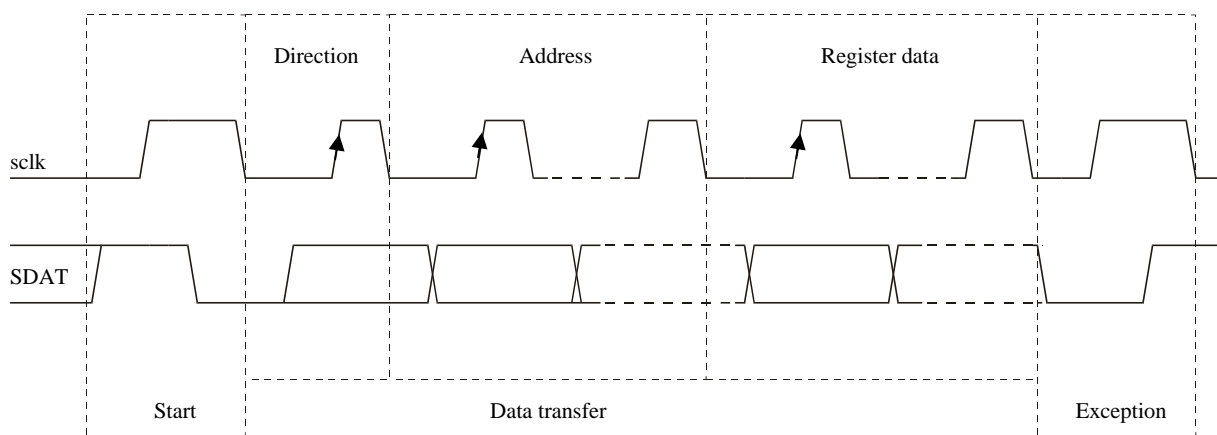 Direction
Address
Register data
sclk
SDAT
Start
Data transfer
Exception